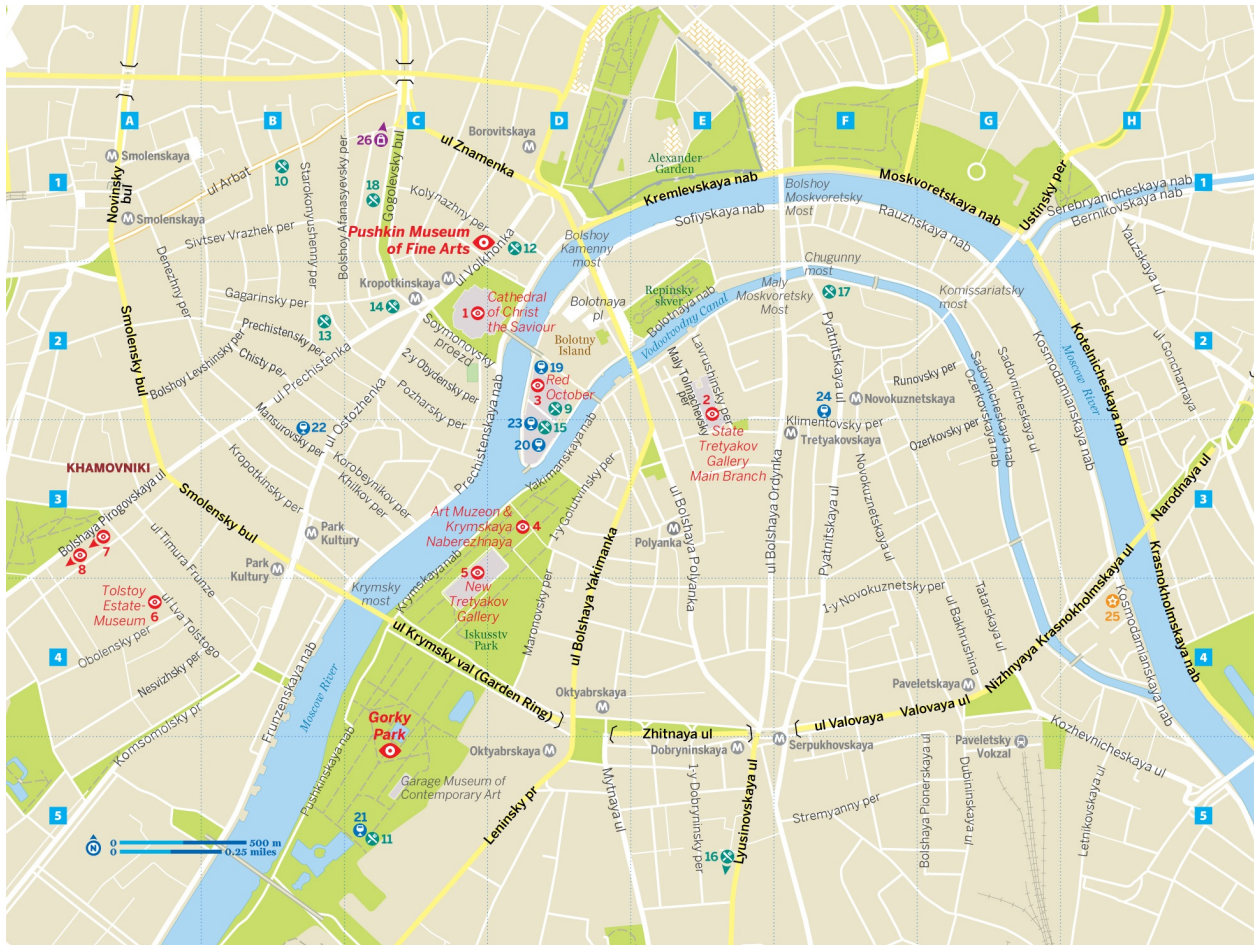 A
B
C
D
E
F
G
H
1
1
2
2
3
3
4
4
5
5
Smolenskaya
Novinsky
bul
Smolenskaya
ul Arbat
10
Starokonyushenny per
Bolshoy Afanasyevsky per
26
18
Gogolevsky bul
ul Znamenka
Borovitskaya
Kolymazhny per
Pushkin Museum
of Fine Arts
12
Sivtsev Vrazhek per
Denezhny per
Gagarinsky per
Kropotkinskaya
ul Volkhonka
14
13
Prechistensky per
Chisty per
Bolshoy Levshinsky per
ul Prechistenka
Smolensky bul
Cathedral
of Christ
the Saviour
1
Soymonovsky
proezd
2-y Obydensky per
Pozharsky per
ul Ostozhenka
Mansurovsky per
22
Alexander
Garden
Kremlevskaya nab
Sofiyskaya nab
Bolshoy
Kamenny
most
Bolshoy
Moskvoretsky
Most
Moskvoretskaya nab
Rauzhskaya nab
Ustinsky per
Serebryanicheskaya nab
Bernikovskaya nab
Yauzskaya ul
Chugunny
most
Maly
Moskvoretsky
Most
17
Komissariatsky
most
Repinsky
skver
Bolotnaya
pl
Bolotnaya nab
Vodootvodny Canal
Bolotny
Island
19
Red
October
3
9
23
15
20
Maly Tolmachevsky
per
Lavrushinsky per
2
State
Tretyakov
Gallery
Main Branch
Pyatnitskaya ul
24
Novokuznetskaya
Klimentovsky per
Tretyakovskaya
Runovsky per
Ozerkovsky per
Sadovnicheskaya nab
Ozerkovskaya nab
Sadovnicheskaya ul
Kosmodamianskaya nab
Moscow River
Kotelnicheskaya nab
ul Goncharnaya
KHAMOVNIKI
Bolshaya Pirogovskaya ul
7
8
Smolensky bul
Kropotkinsky per
Korobeynikov per
Khilkov per
Prechistenskaya nab
Yakimanskaya nab
1-y Golutvinsky per
ul Timura Frunze
Park
Kultury
Park
Kultury
Art Muzeon &
Krymskaya
Naberezhnaya
4
5
New
Tretyakov
Gallery
Krymskaya nab
Krymsky
most
Iskusstv
Park
Maronovsky per
ul Bolshaya Yakimanka
Polyanka
ul Bolshaya Polyanka
ul Bolshaya Ordynka
Pyatnitskaya ul
Novokuznetskaya ul
1-y Novokuznetsky per
ul Bakhrushina
Tatarskaya ul
Nizhnyaya Krasnokholmskaya ul
Narodnaya ul
Krasnokholmskaya nab
Kosmodamianskaya nab
25
Tolstoy
Estate-
Museum
6
ul Lva Tolstogo
Obolensky per
Nesvizhsky per
Komsomolsky pr
Frunzenskaya nab
Moscow River
ul Krymsky val (Garden Ring)
Oktyabrskaya
Oktyabrskaya
Paveletskaya
ul Valovaya
Valovaya ul
Zhitnaya ul
Dobryninskaya
Serpukhovskaya
Paveletsky
Vokzal
Kozhevnicheskaya ul
Gorky
Park
Pushkinskaya nab
Garage Museum of
Contemporary Art
21
11
Leninsky pr
Mytnaya ul
1-y Dobryninsky per
16
Lyusinovskaya ul
Stremyanny per
Bolshaya Pionerskaya ul
Dubininskaya ul
Letnikovskaya ul
N
0
500 m
0
0.25 miles